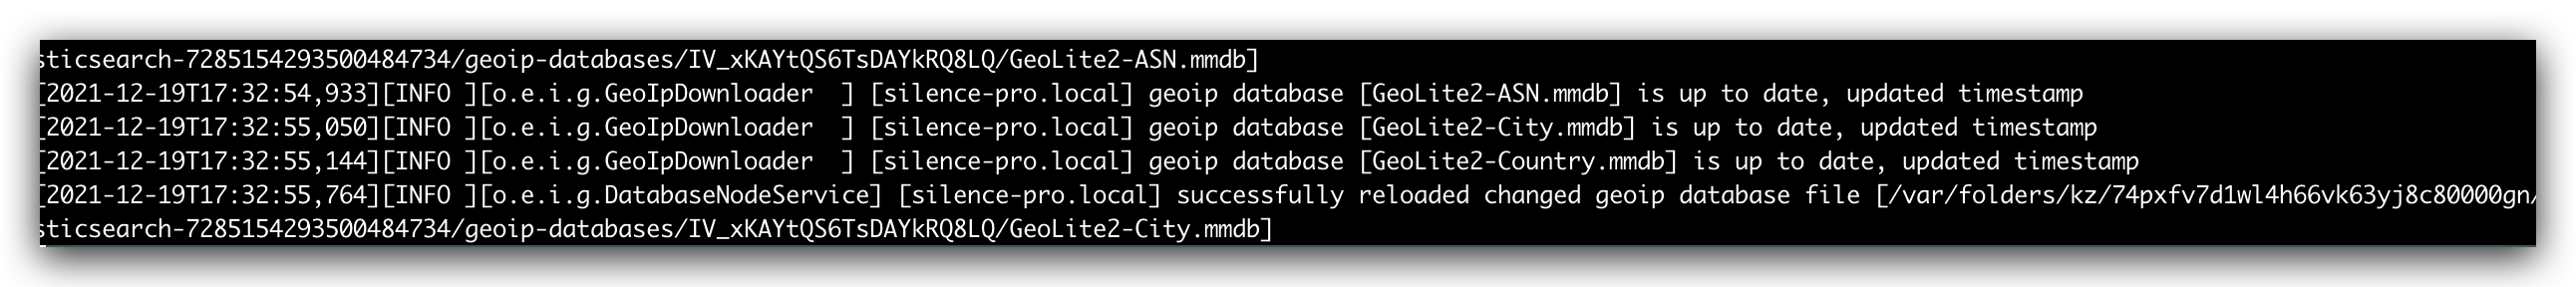 sticsearch-7285154293500484734/geoip-databases/IV_xKAYtQS6TsDAYkRQ8LQ/GeoLite2-ASN.mmdb]
[2021-12-19T17:32:54,933][INFO ][o.e.i.g.GeoIpDownloader  ] [silence-pro.local] geoip database [GeoLite2-ASN.mmdb] is up to date, updated timestamp
[2021-12-19T17:32:55,050][INFO ][o.e.i.g.GeoIpDownloader  ] [silence-pro.local] geoip database [GeoLite2-City.mmdb] is up to date, updated timestamp
[2021-12-19T17:32:55,144][INFO ][o.e.i.g.GeoIpDownloader  ] [silence-pro.local] geoip database [GeoLite2-Country.mmdb] is up to date, updated timestamp
[2021-12-19T17:32:55,764][INFO ][o.e.i.g.DatabaseNodeService] [silence-pro.local] successfully reloaded changed geoip database file [/var/folders/kz/74pxfv7d1wl4h66vk63yj8c80000gn/
sticsearch-7285154293500484734/geoip-databases/IV_xKAYtQS6TsDAYkRQ8LQ/GeoLite2-City.mmdb]